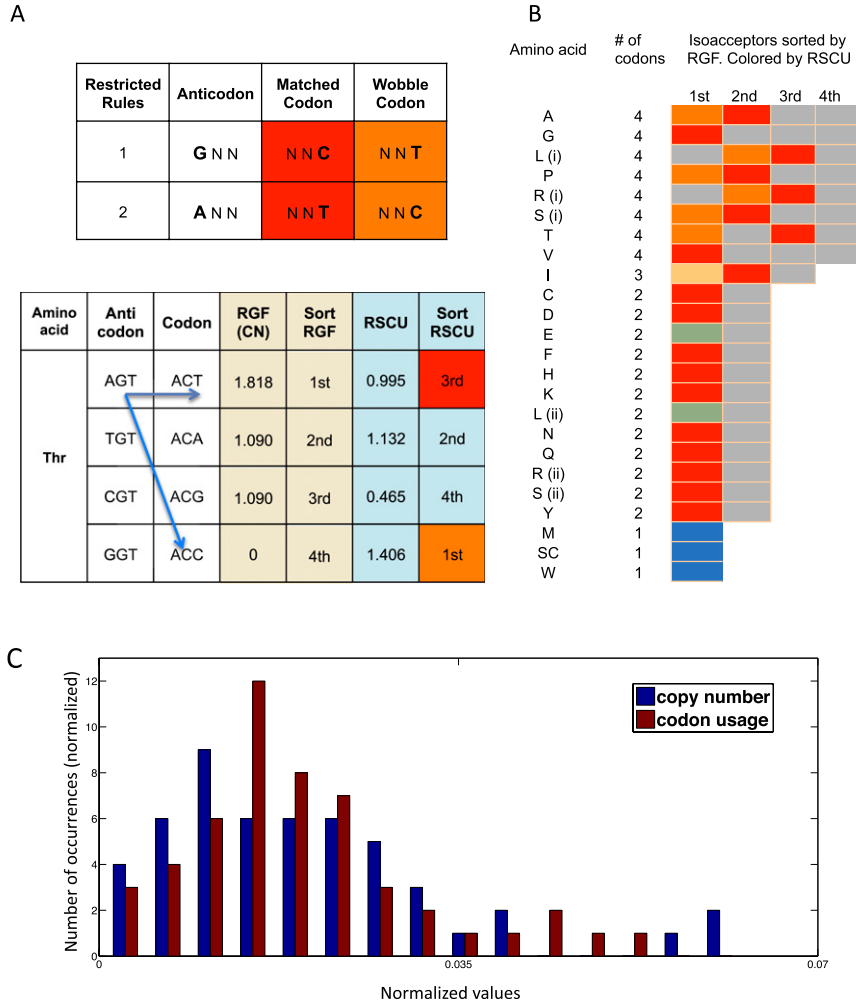 A
Restricted Rules Anticodon Matched Codon Wobble Codon
1 G N N N N C N N T
2 A N N N N T N N C
Amino acid Anti codon Codon RGF (CN) Sort RGF RSCU Sort RSCU
Thr
AGT ACT 1.818 1st 0.995 3rd
TGT ACA 1.090 2nd 1.132 2nd
CGT ACG 1.090 3rd 0.465 4th
GGT ACC 0 4th 1.406 1st
B
Amino acid
# of codons
Isoacceptors sorted by
RGF. Colored by RSCU
1st 2nd 3rd 4th
A 4
G 4
L (i) 4
P 4
R (i) 4
S (i) 4
T 4
V 4
I 3
C 2
D 2
E 2
F 2
H 2
K 2
L (ii) 2
N 2
Q 2
R (ii) 2
S (ii) 2
Y 2
M 1
SC 1
W 1
C
Number of occurrences (normalized)
12
10
8
6
4
2
0
copy number
codon usage
0 0.035 0.07
Normalized values